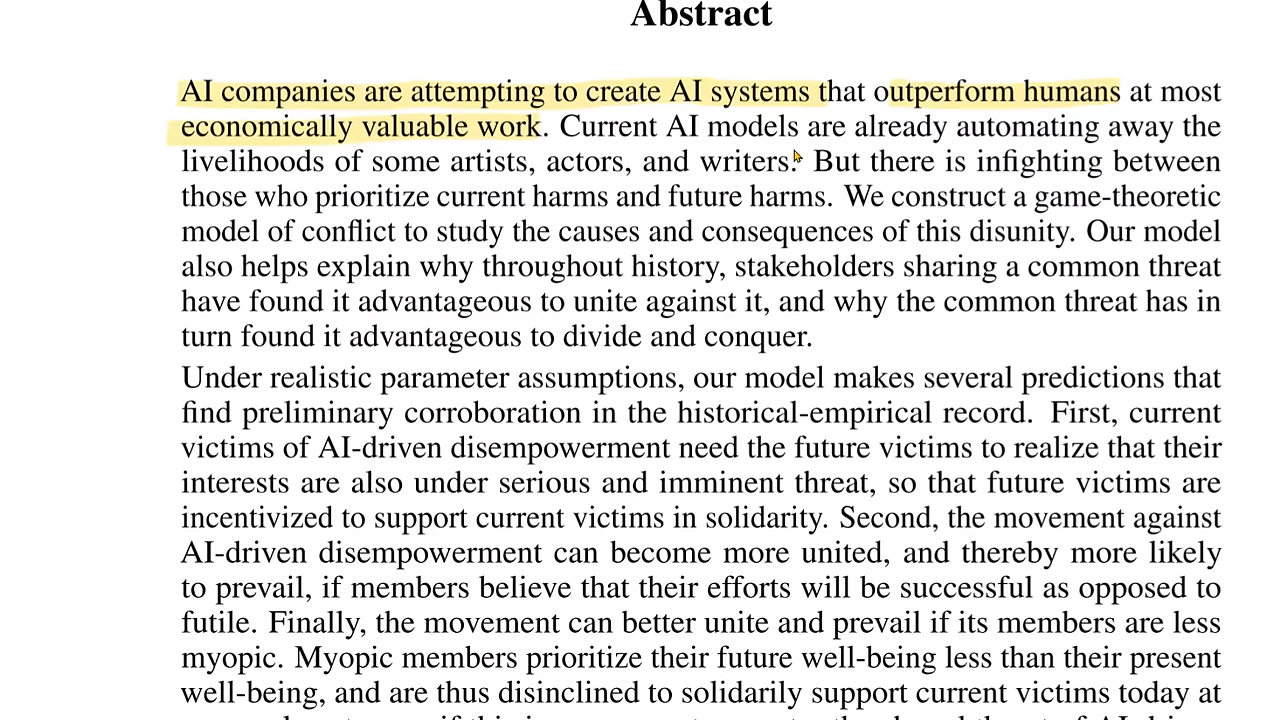 Abstract
AI companies are attempting to create AI systems that outperform humans at most
economically valuable work. Current AI models are already automating away the
livelihoods of some artists, actors, and writers. But there is infighting between
those who prioritize current harms and future harms. We construct a game-theoretic
model of conflict to study the causes and consequences of this disunity. Our model
also helps explain why throughout history, stakeholders sharing a common threat
have found it advantageous to unite against it, and why the common threat has in
turn found it advantageous to divide and conquer.
Under realistic parameter assumptions, our model makes several predictions that
find preliminary corroboration in the historical-empirical record. First, current
victims of AI-driven disempowerment need the future victims to realize that their
interests are also under serious and imminent threat, so that future victims are
incentivized to support current victims in solidarity. Second, the movement against
AI-driven disempowerment can become more united, and thereby more likely
to prevail, if members believe that their efforts will be successful as opposed to
futile. Finally, the movement can better unite and prevail if its members are less
myopic. Myopic members prioritize their future well-being less than their present
well-being, and are thus disinclined to solidarily support current victims today at